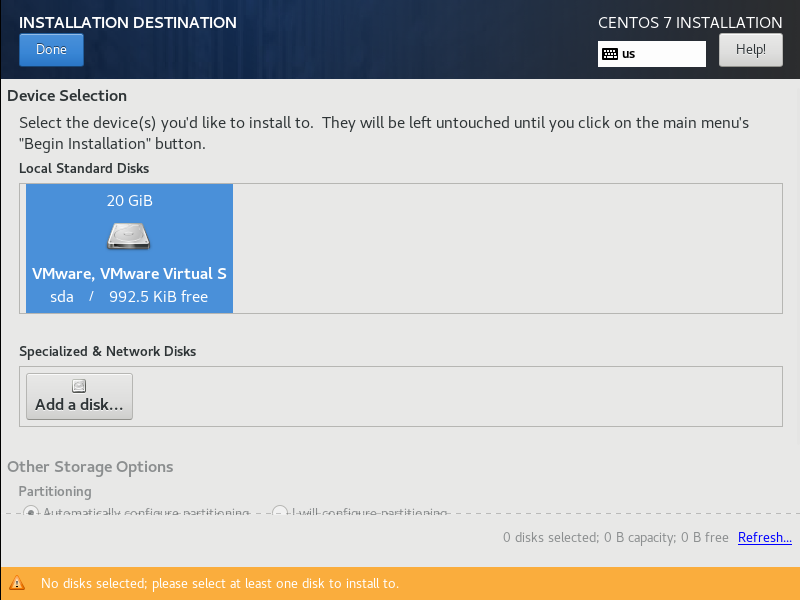 INSTALLATION DESTINATION
CENTOS 7 INSTALLATION
Done
us
Help!
Device Selection
Select the device(s) you'd like to install to.  They will be left untouched until you click on the main menu's
"Begin Installation" button.
Local Standard Disks
20 GiB
VMware, VMware Virtual S
sda / 992.5 KiB free
Specialized & Network Disks
Add a disk...
Other Storage Options
Partitioning
Automatically configure partitioning. I will configure partitioning.
0 disks selected; 0 B capacity; 0 B free Refresh...
No disks selected; please select at least one disk to install to.